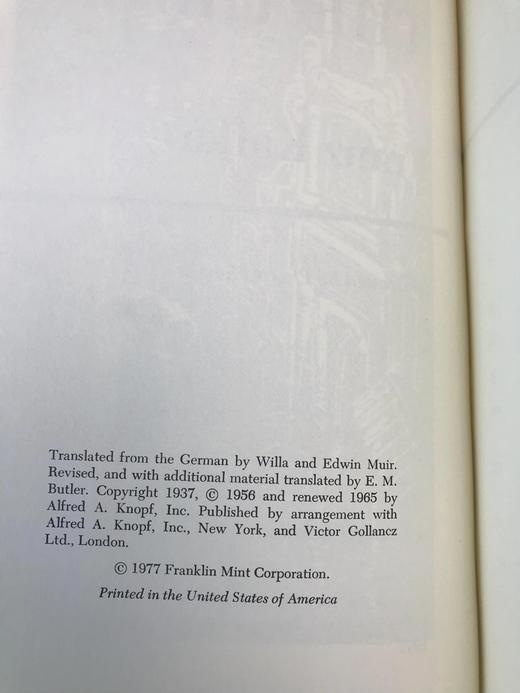 Translated from the German by Willa and Edwin Muir.
Revised, and with additional material translated by E. M.
Butler. Copyright 1937, © 1956 and renewed 1965 by
Alfred A. Knopf, Inc. Published by arrangement with
Alfred A. Knopf, Inc., New York, and Victor Gollancz
Ltd., London.
© 1977 Franklin Mint Corporation.
Printed in the United States of America